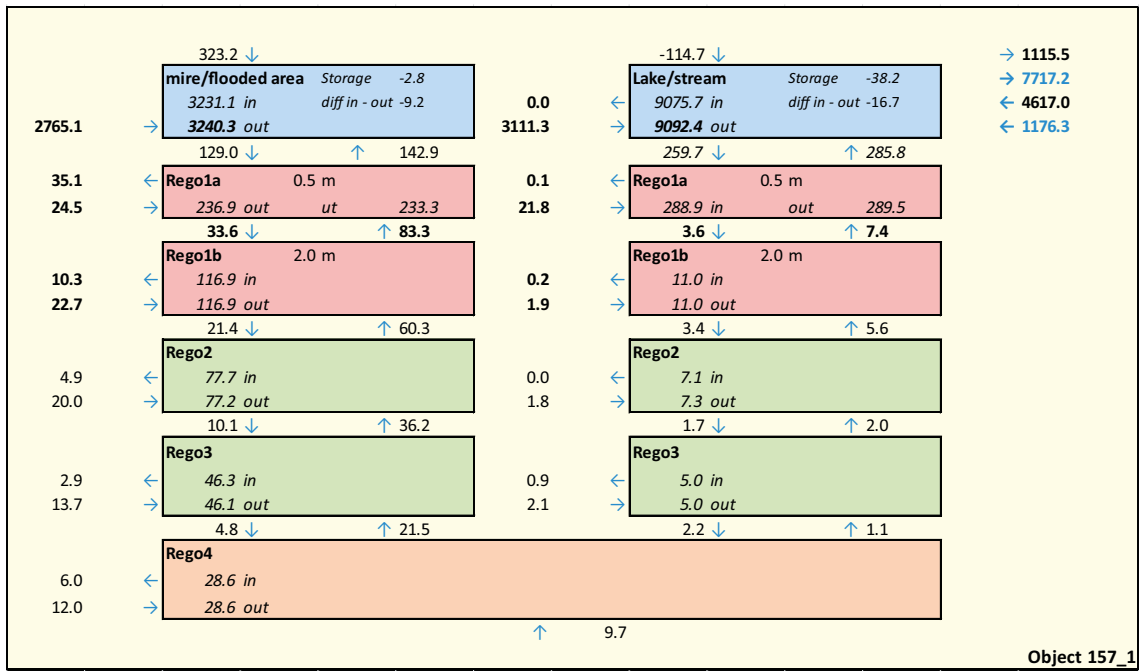 323.2 ↓ -114.7 ↓ → 1115.5
mire/flooded area Storage -2.8 Lake/stream Storage -38.2 → 7717.2
3231.1 in diff in - out -9.2 0.0 ← 9075.7 in diff in - out -16.7 ← 4617.0
2765.1 → 3240.3 out 3111.3 → 9092.4 out ← 1176.3
129.0 ↓ ↑ 142.9 259.7 ↓ ↑ 285.8
35.1 ← Rego1a 0.5 m 0.1 ← Rego1a 0.5 m
24.5 → 236.9 out ut 233.3 21.8 → 288.9 in out 289.5
33.6 ↓ ↑ 83.3 3.6 ↓ ↑ 7.4
Rego1b 2.0 m Rego1b 2.0 m
10.3 ← 116.9 in 0.2 ← 11.0 in
22.7 → 116.9 out 1.9 → 11.0 out
21.4 ↓ ↑ 60.3 3.4 ↓ ↑ 5.6
Rego2 Rego2
4.9 ← 77.7 in 0.0 ← 7.1 in
20.0 → 77.2 out 1.8 → 7.3 out
10.1 ↓ ↑ 36.2 1.7 ↓ ↑ 2.0
Rego3 Rego3
2.9 ← 46.3 in 0.9 ← 5.0 in
13.7 → 46.1 out 2.1 → 5.0 out
4.8 ↓ ↑ 21.5 2.2 ↓ ↑ 1.1
Rego4
6.0 ← 28.6 in
12.0 → 28.6 out
↑ 9.7
Object 157_1